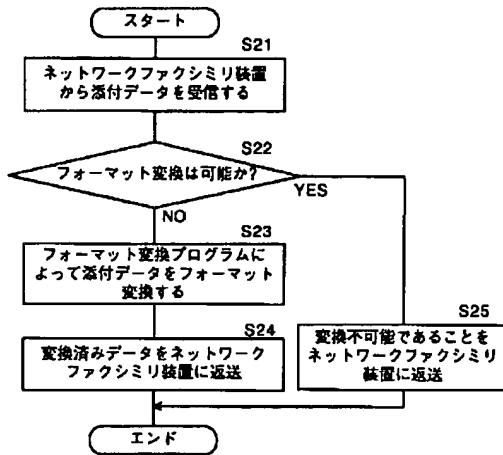 スタート
S21
ネットワークファクシミリ装置
から添付データを受信する
S22
フォーマット変換は可能か?
YES
NO
S23
フォーマット変換プログラムに
よって添付データをフォーマット
変換する
S24
変換済みデータをネットワーク
ファクシミリ装置に返送
S25
変換不可能であることを
ネットワークファクシミリ
装置に返送
エンド